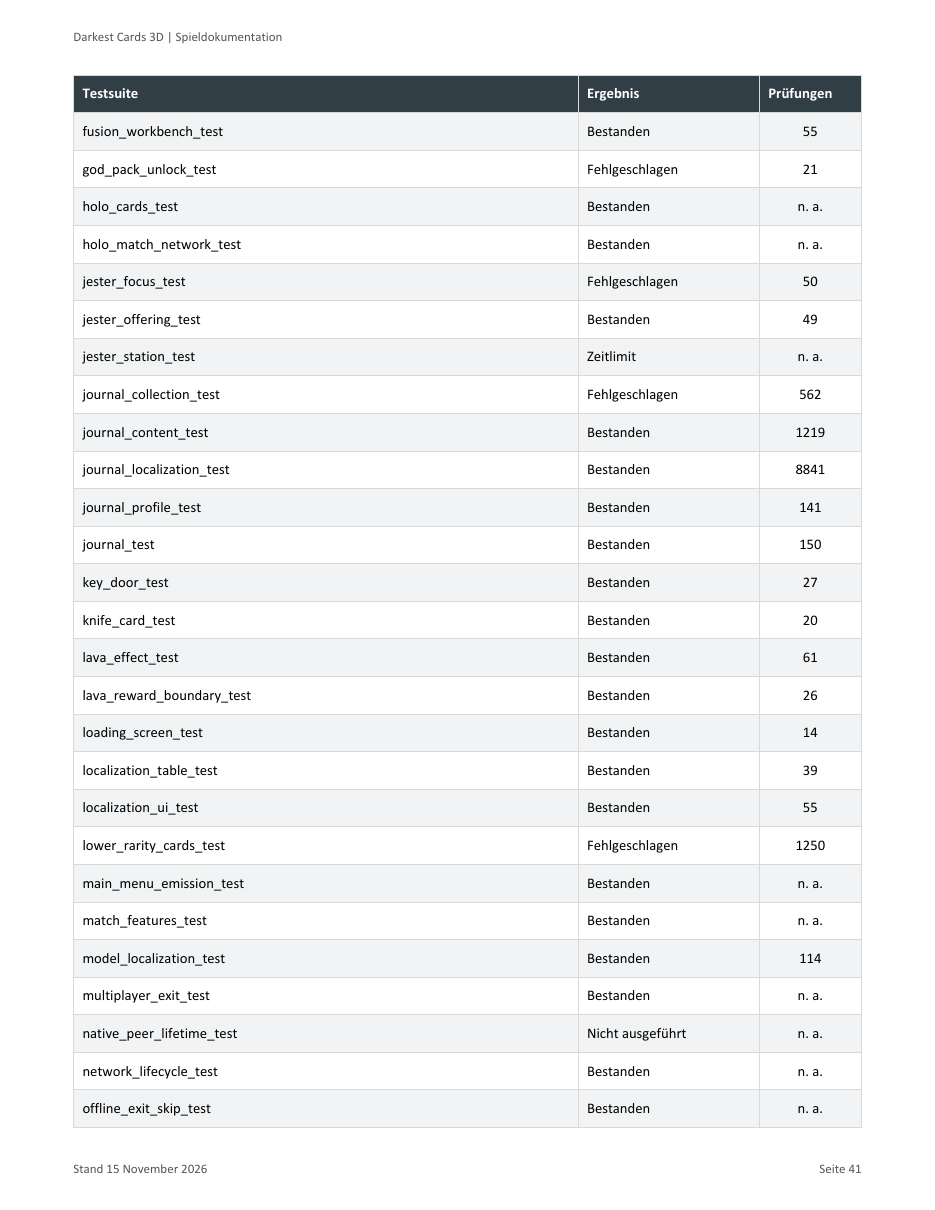 Darkest Cards 3D | Spieldokumentation
Testsuite Ergebnis Prüfungen
fusion_workbench_test Bestanden 55
god_pack_unlock_test Fehlgeschlagen 21
holo_cards_test Bestanden n. a.
holo_match_network_test Bestanden n. a.
jester_focus_test Fehlgeschlagen 50
jester_offering_test Bestanden 49
jester_station_test Zeitlimit n. a.
journal_collection_test Fehlgeschlagen 562
journal_content_test Bestanden 1219
journal_localization_test Bestanden 8841
journal_profile_test Bestanden 141
journal_test Bestanden 150
key_door_test Bestanden 27
knife_card_test Bestanden 20
lava_effect_test Bestanden 61
lava_reward_boundary_test Bestanden 26
loading_screen_test Bestanden 14
localization_table_test Bestanden 39
localization_ui_test Bestanden 55
lower_rarity_cards_test Fehlgeschlagen 1250
main_menu_emission_test Bestanden n. a.
match_features_test Bestanden n. a.
model_localization_test Bestanden 114
multiplayer_exit_test Bestanden n. a.
native_peer_lifetime_test Nicht ausgeführt n. a.
network_lifecycle_test Bestanden n. a.
offline_exit_skip_test Bestanden n. a.
Stand 15 November 2026 Seite 41